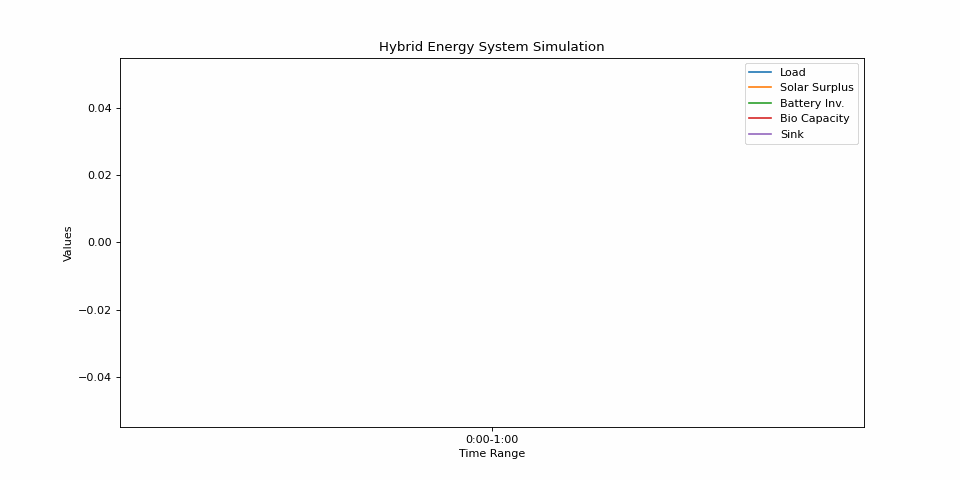 Hybrid Energy System Simulation
Load
Solar Surplus
Battery Inv.
Bio Capacity
Sink
0.04
0.02
0.00
−0.02
−0.04
Values
0:00-1:00
Time Range